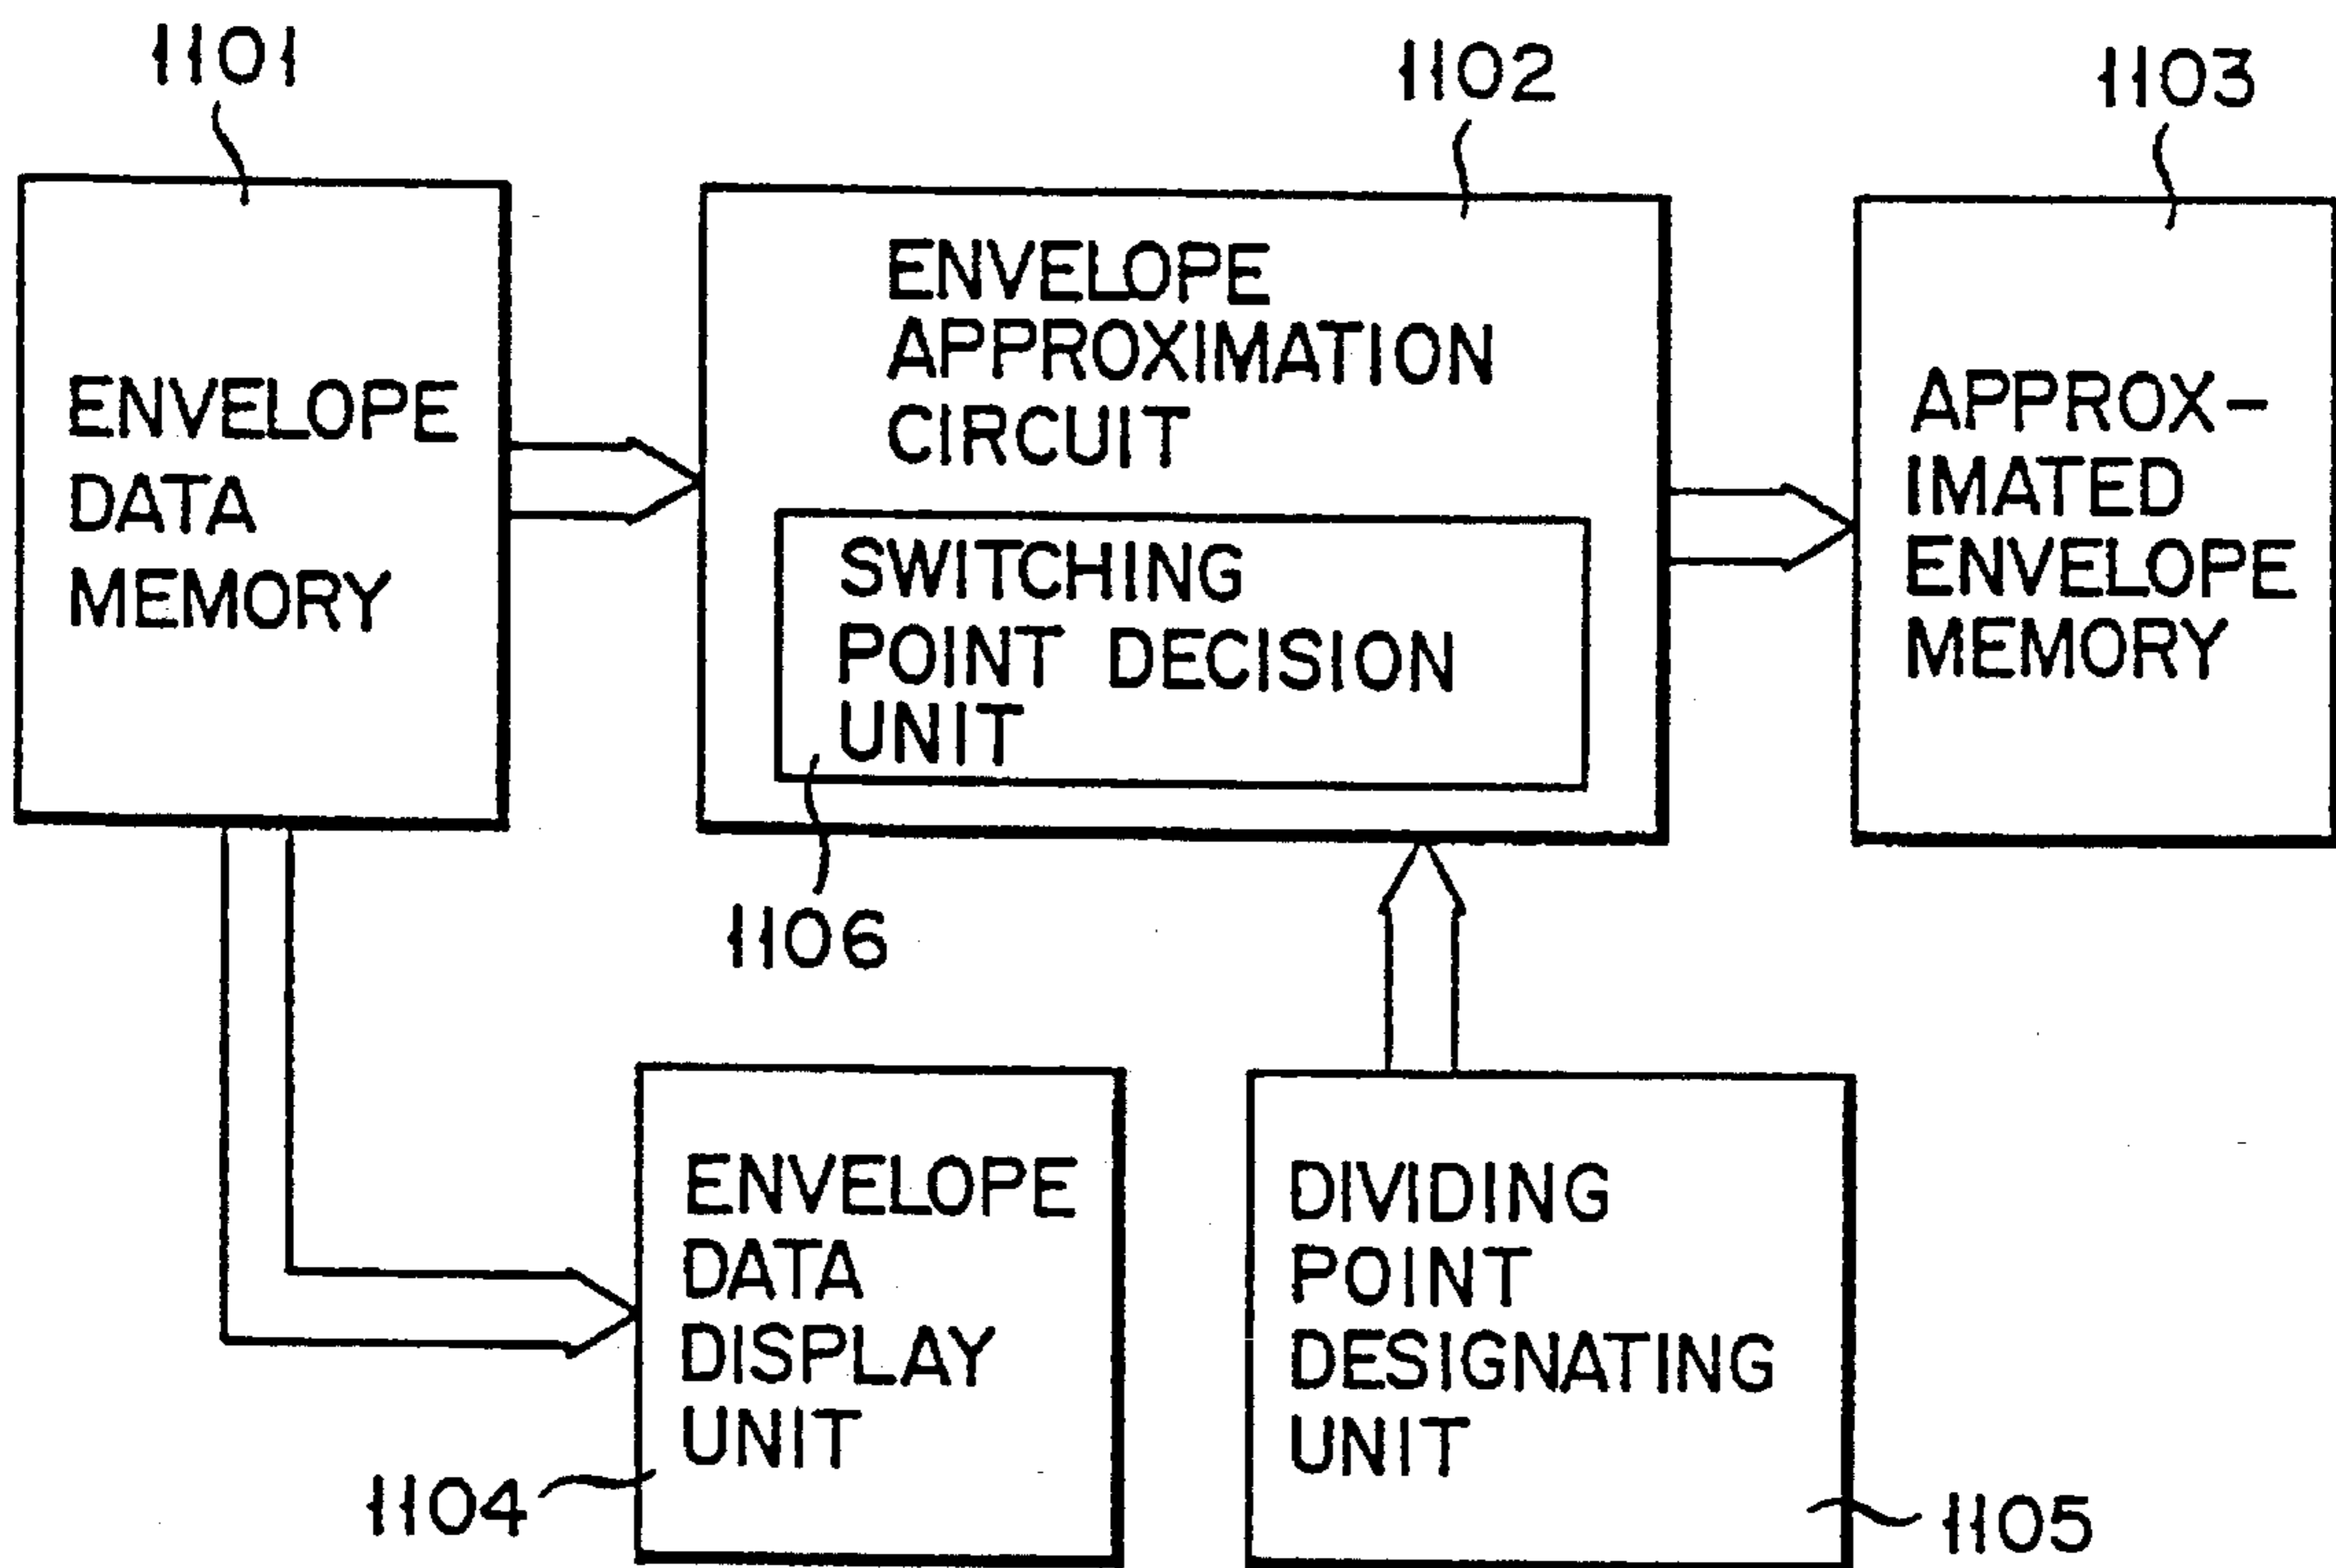 1101
1102
1103
ENVELOPE
DATA
MEMORY
ENVELOPE
APPROXIMATION
CIRCUIT
SWITCHING
POINT DECISION
UNIT
APPROX-
IMATED
ENVELOPE
MEMORY
1106
ENVELOPE
DATA
DISPLAY
UNIT
DIVIDING
POINT
DESIGNATING
UNIT
1104
1105